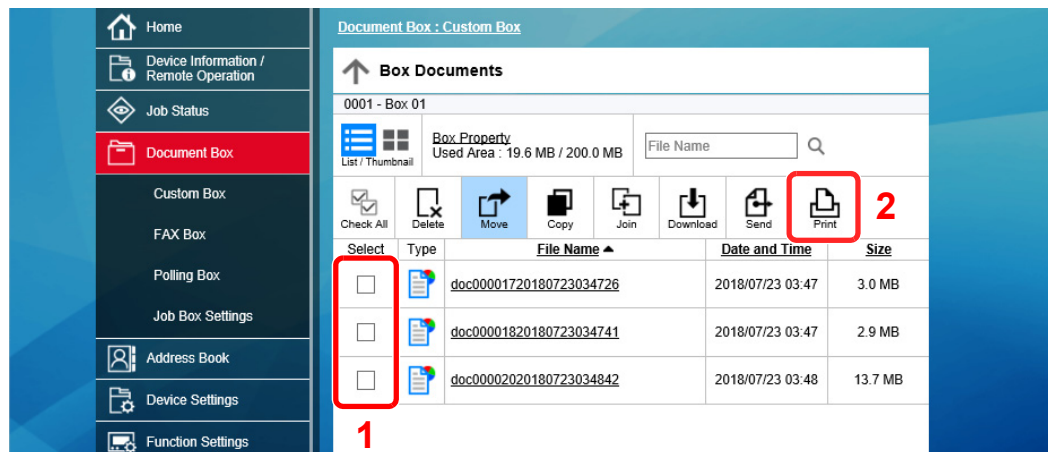 Home
Device Information /
Remote Operation
Job Status
Document Box
Custom Box
FAX Box
Polling Box
Job Box Settings
Address Book
Device Settings
Function Settings
Document Box : Custom Box
Box Documents
0001 - Box 01
List / Thumbnail
Box Property
Used Area : 19.6 MB / 200.0 MB
File Name
Check All Delete Move Copy Join Download Send Print 2
Select Type File Name ▲ Date and Time Size
doc00001720180723034726 2018/07/23 03:47 3.0 MB
doc00001820180723034741 2018/07/23 03:47 2.9 MB
doc00002020180723034842 2018/07/23 03:48 13.7 MB
1